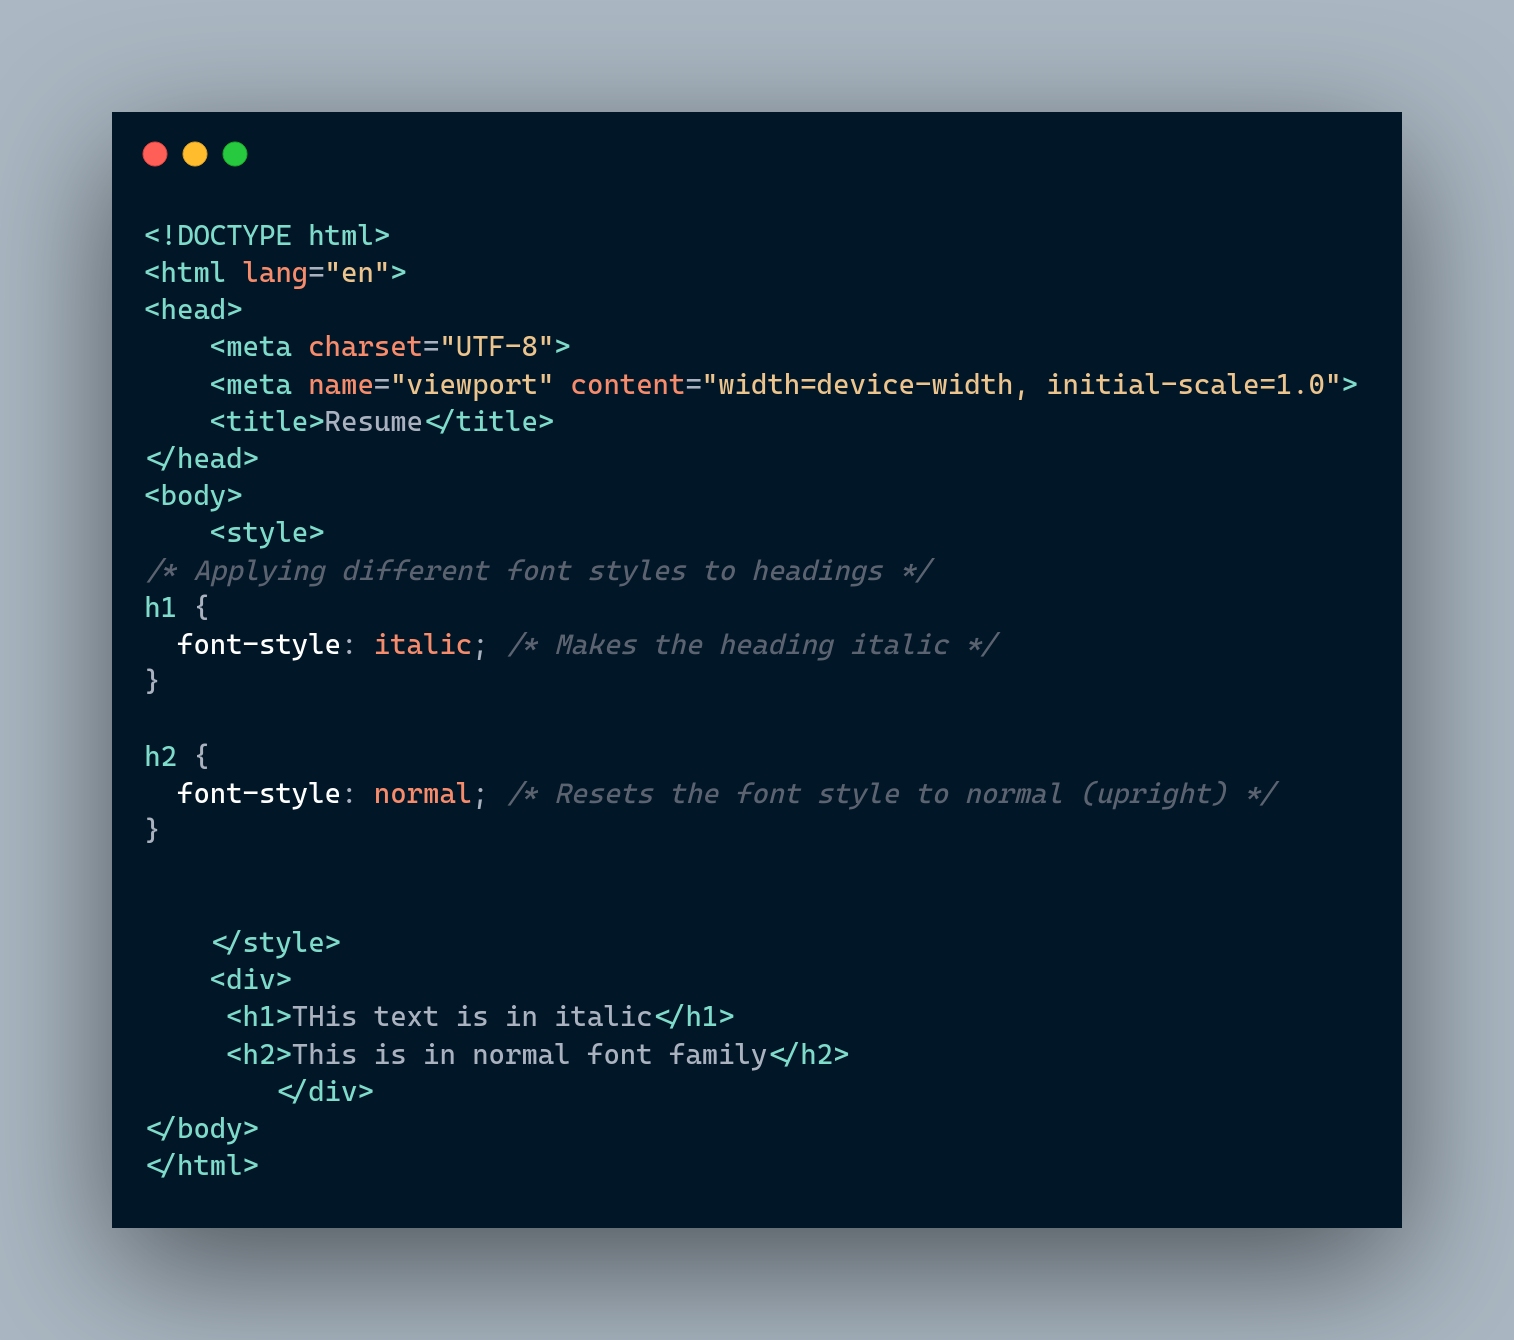 <!DOCTYPE html>
<html lang="en">
<head>
    <meta charset="UTF-8">
    <meta name="viewport" content="width=device-width, initial-scale=1.0">
    <title>Resume</title>
</head>
<body>
    <style>
/* Applying different font styles to headings */
h1 {
  font-style: italic; /* Makes the heading italic */
}

h2 {
  font-style: normal; /* Resets the font style to normal (upright) */
}


    </style>
    <div>
     <h1>THis text is in italic</h1>
     <h2>This is in normal font family</h2>
        </div>
</body>
</html>